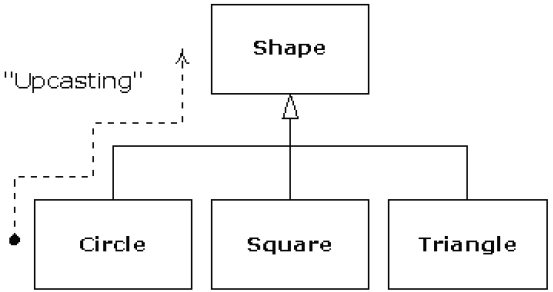 Shape
"Upcasting"
Circle
Square
Triangle